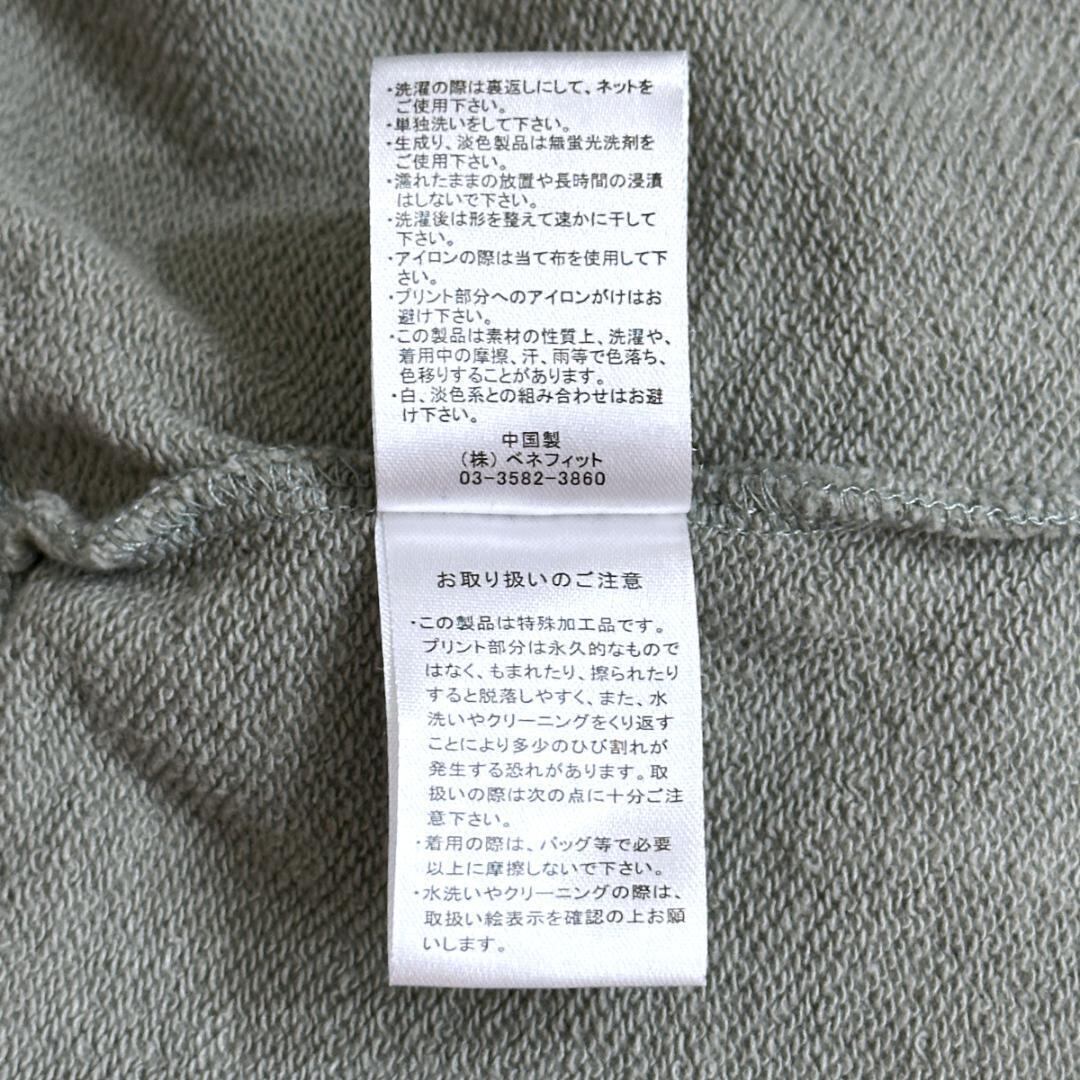 ・洗濯の際は裏返しにして、ネットを
ご使用下さい。
・単独洗いをして下さい。
・生成り、淡色製品は無蛍光洗剤を
ご使用下さい。
・濡れたままの放置や長時間の浸漬
はしないで下さい。
・洗濯後は形を整えて速かに干して
下さい。
・アイロンの際は当て布を使用して下
さい。
・プリント部分へのアイロンがけはお
避け下さい。
・この製品は素材の性質上、洗濯や、
着用中の摩擦、汗、雨等で色落ち、
色移りすることがあります。
・白、淡色系との組み合わせはお避
け下さい。
中国製
（株）ベネフィット
03-3582-3860
お取り扱いのご注意
・この製品は特殊加工品です。
プリント部分は永久的なもので
はなく、もまれたり、擦られたり
すると脱落しやすく、また、水
洗いやクリーニングをくり返す
ことにより多少のひび割れが
発生する恐れがあります。取
扱いの際は次の点に十分ご注
意下さい。
・着用の際は、バッグ等で必要
以上に摩擦しないで下さい。
・水洗いやクリーニングの際は、
取扱い絵表示を確認の上お願
いします。